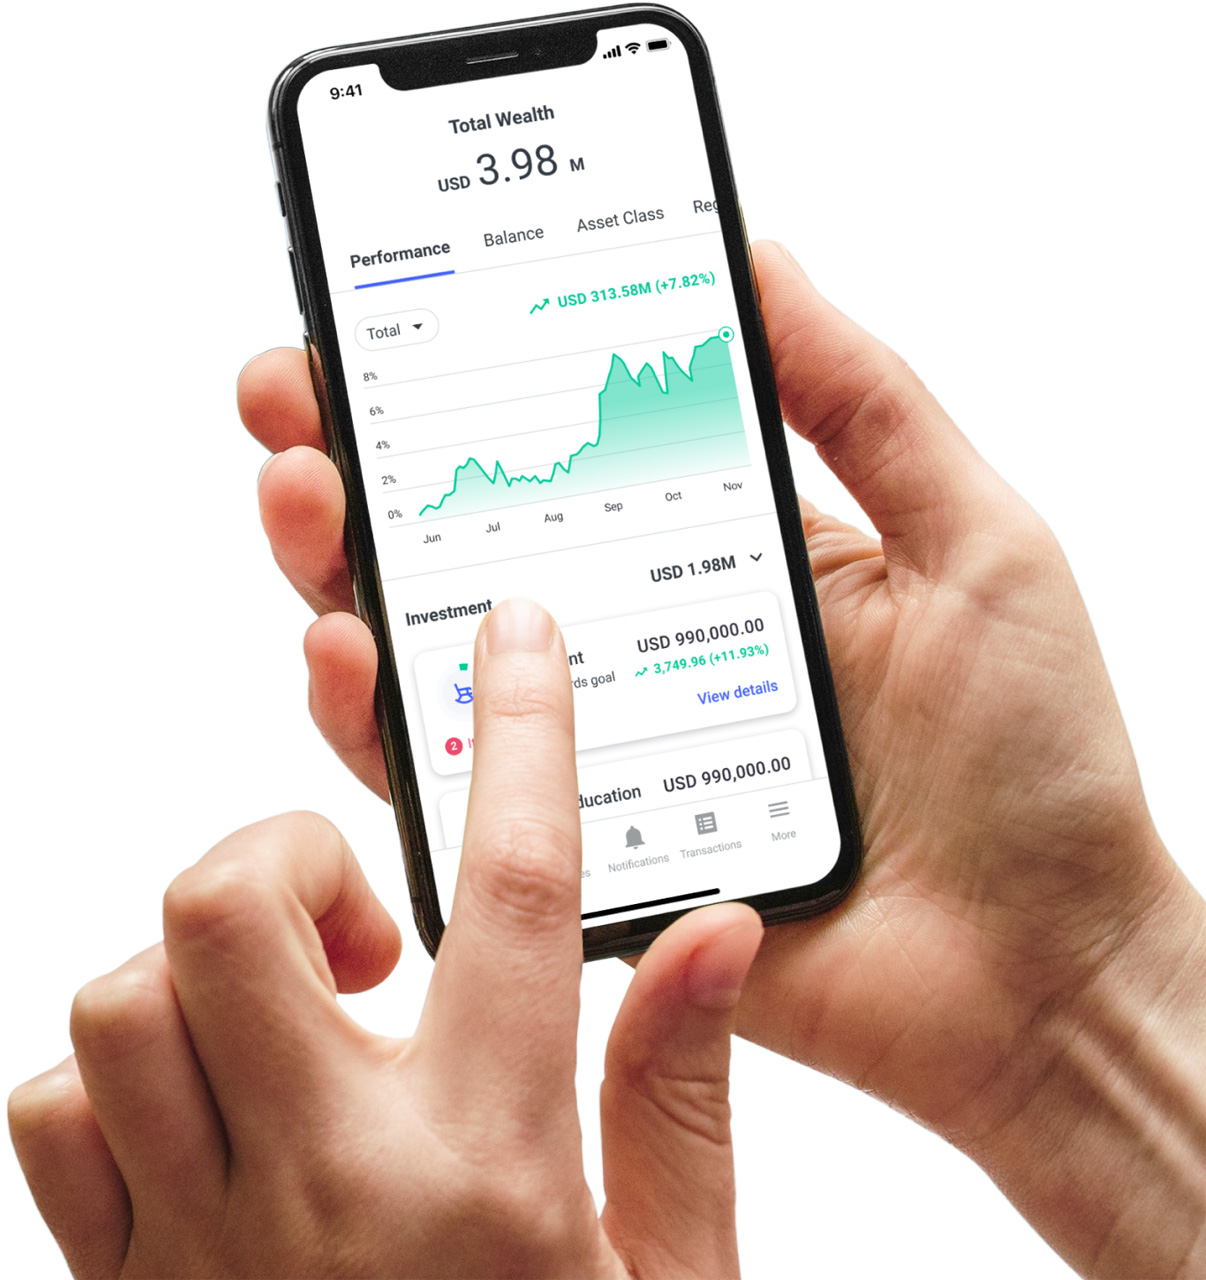 9:41
Total Wealth
USD 3.98 M
Performance Balance Asset Class Reg
Total
USD 313.58M (+7.82%)
8%
6%
4%
2%
0%
Jun Jul Aug Sep Oct Nov
Investment USD 1.98M
nt USD 990,000.00
rds goal 3,749.96 (+11.93%)
View details
2
ducation USD 990,000.00
es Notifications Transactions More